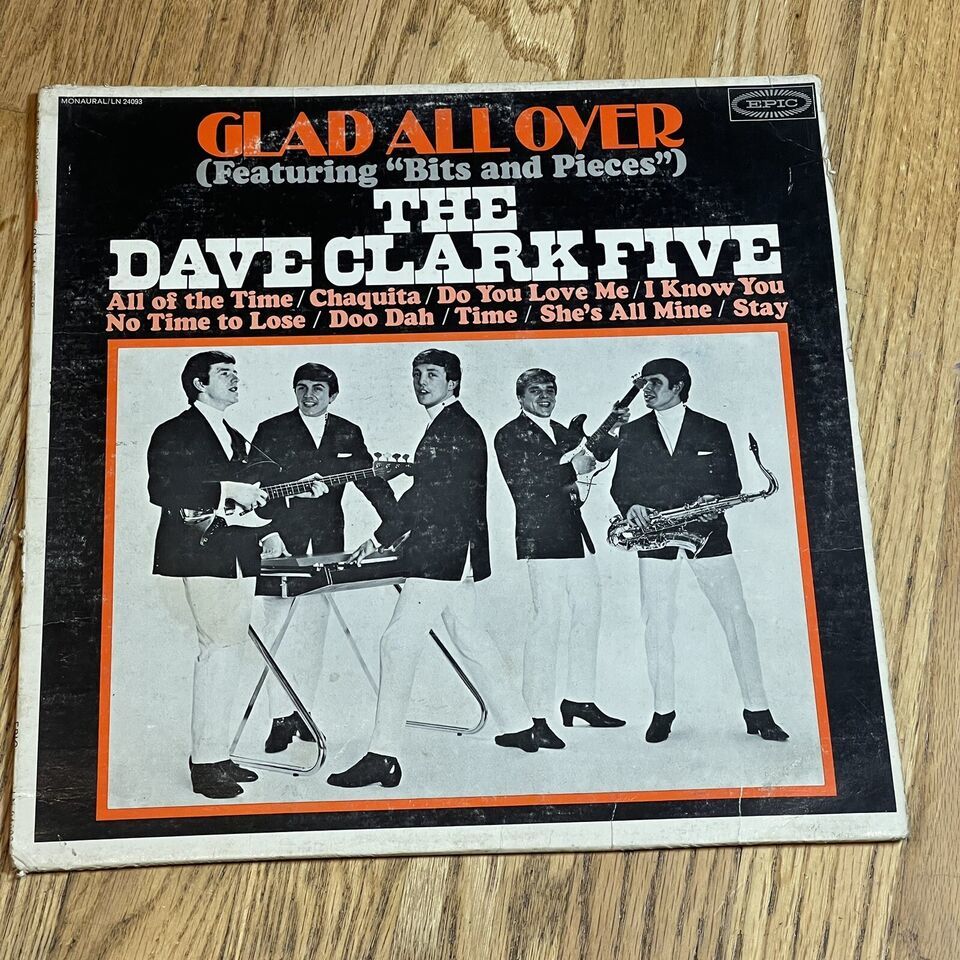 MONAURAL/LN 24093
EPIC
GLAD ALL OVER
(Featuring “Bits and Pieces”)
THE
DAVE CLARK FIVE
All of the Time / Chaquita / Do You Love Me / I Know You
No Time to Lose / Doo Dah / Time / She's All Mine / Stay